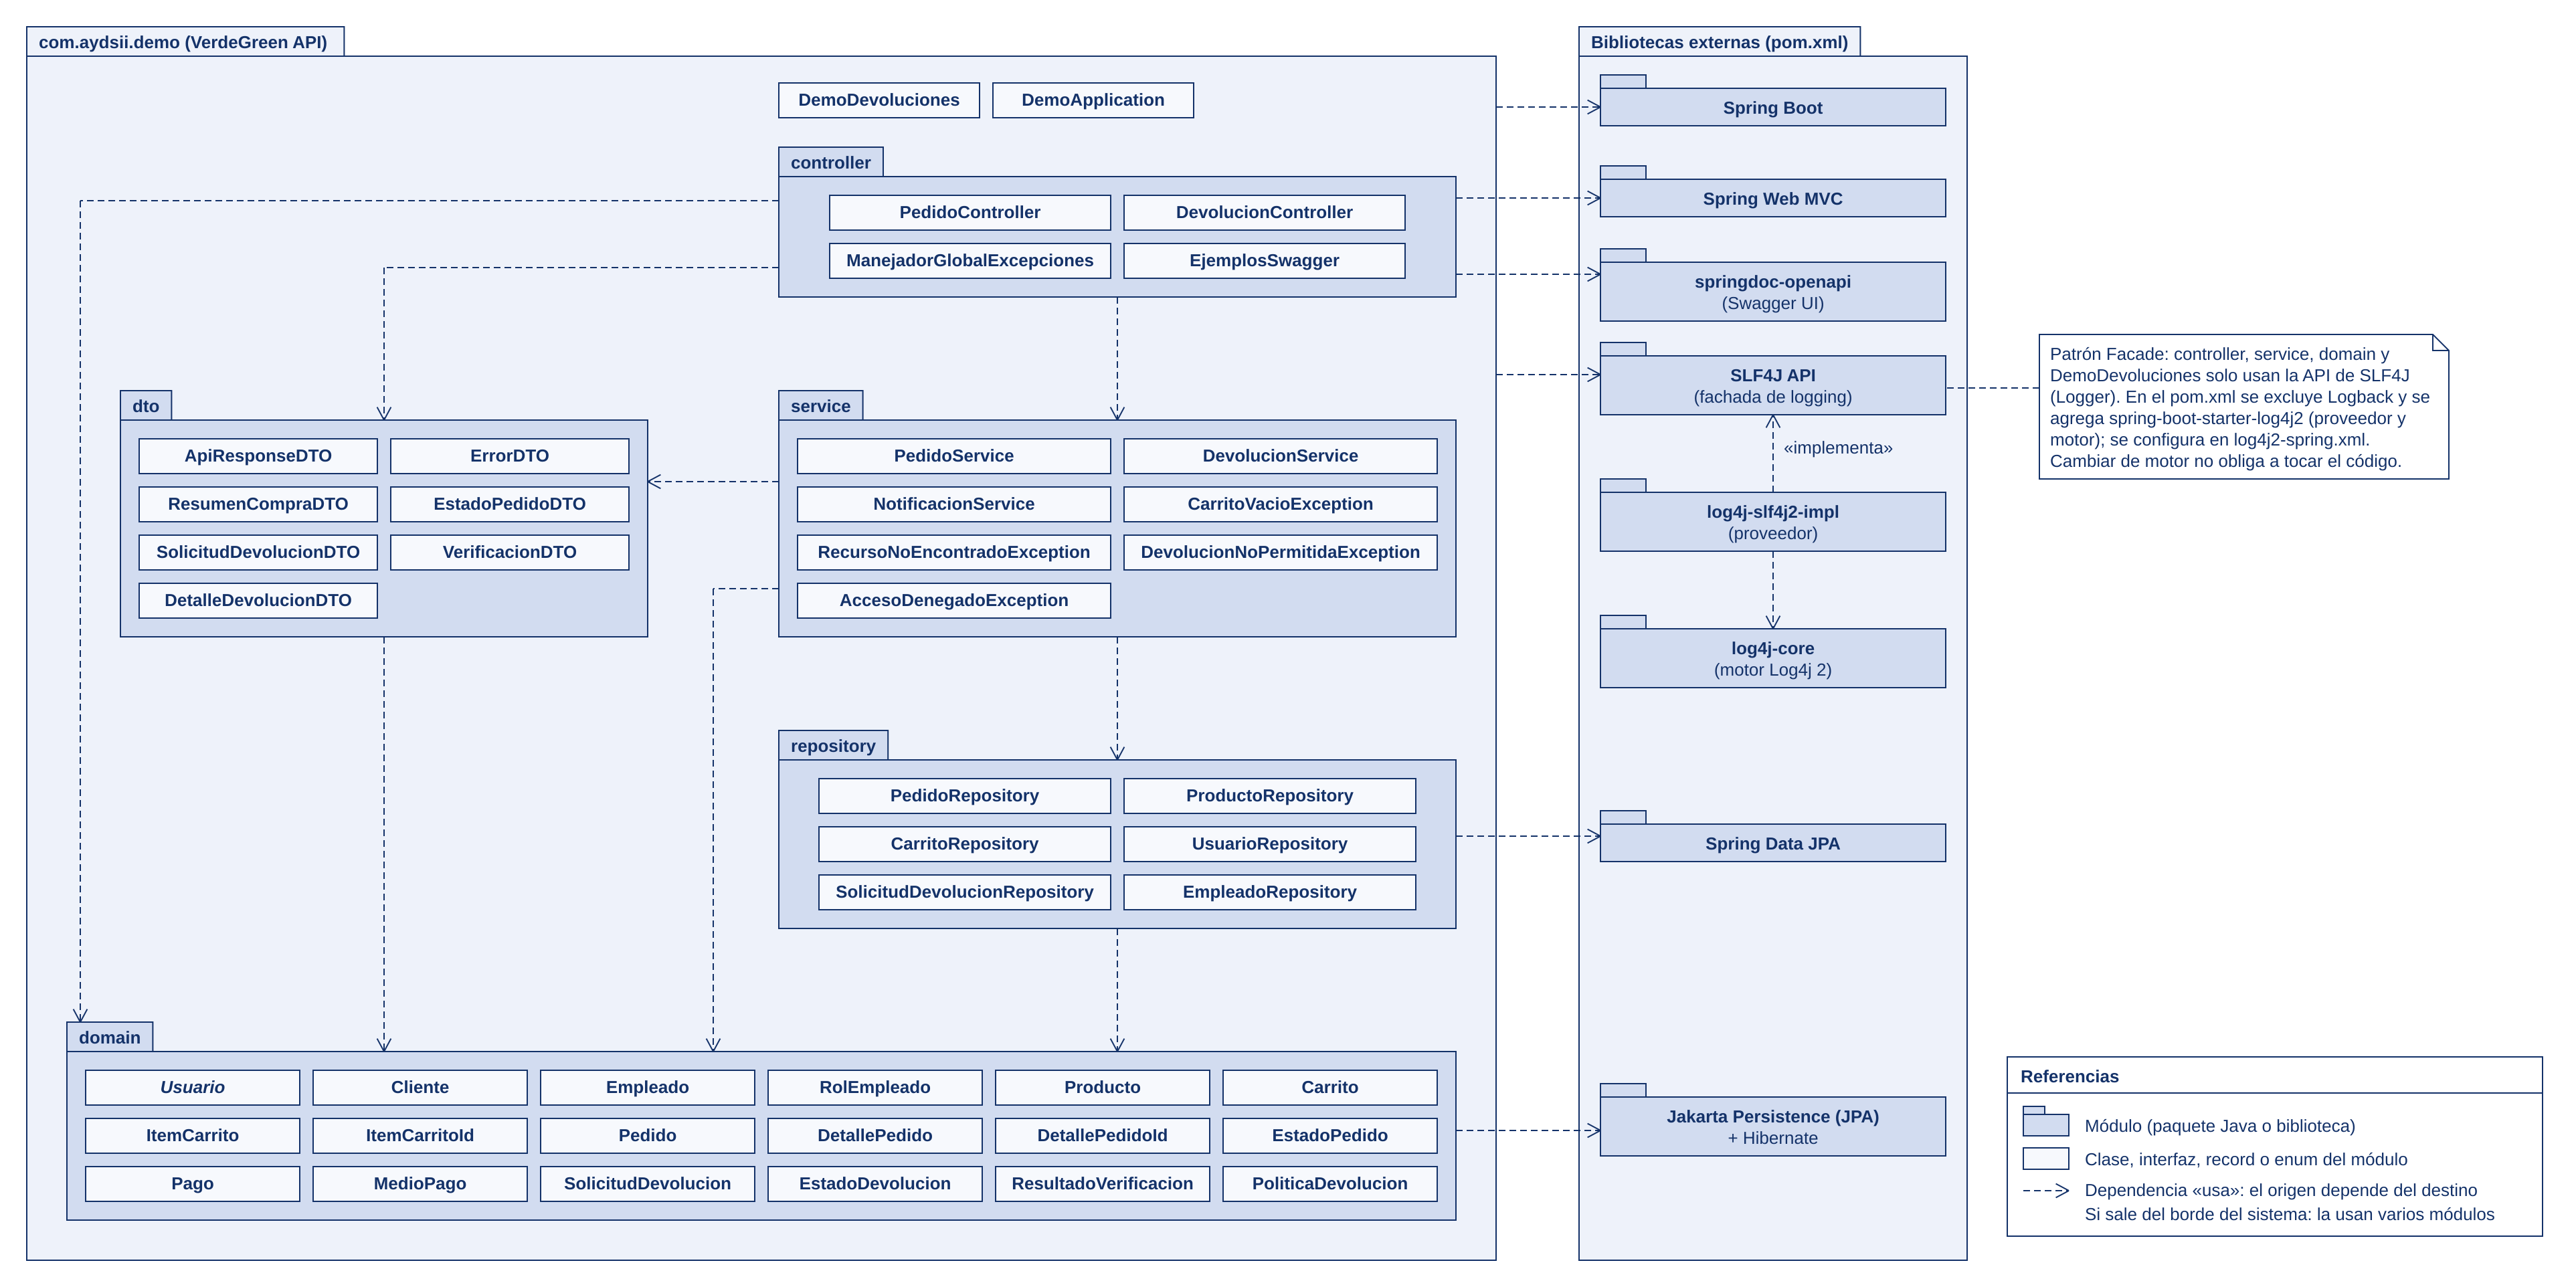 com.aydsii.demo (VerdeGreen API)
DemoDevoluciones
DemoApplication
controller
PedidoController
DevolucionController
ManejadorGlobalExcepciones
EjemplosSwagger
dto
ApiResponseDTO
ErrorDTO
ResumenCompraDTO
EstadoPedidoDTO
SolicitudDevolucionDTO
VerificacionDTO
DetalleDevolucionDTO
service
PedidoService
DevolucionService
NotificacionService
CarritoVacioException
RecursoNoEncontradoException
DevolucionNoPermitidaException
AccesoDenegadoException
repository
PedidoRepository
ProductoRepository
CarritoRepository
UsuarioRepository
SolicitudDevolucionRepository
EmpleadoRepository
domain
Usuario
Cliente
Empleado
RolEmpleado
Producto
Carrito
ItemCarrito
ItemCarritoId
Pedido
DetallePedido
DetallePedidoId
EstadoPedido
Pago
MedioPago
SolicitudDevolucion
EstadoDevolucion
ResultadoVerificacion
PoliticaDevolucion
Bibliotecas externas (pom.xml)
Spring Boot
Spring Web MVC
springdoc-openapi
(Swagger UI)
SLF4J API
(fachada de logging)
«implementa»
log4j-slf4j2-impl
(proveedor)
log4j-core
(motor Log4j 2)
Spring Data JPA
Jakarta Persistence (JPA)
+ Hibernate
Patrón Facade: controller, service, domain y
DemoDevoluciones solo usan la API de SLF4J
(Logger). En el pom.xml se excluye Logback y se
agrega spring-boot-starter-log4j2 (proveedor y
motor); se configura en log4j2-spring.xml.
Cambiar de motor no obliga a tocar el código.
Referencias
Módulo (paquete Java o biblioteca)
Clase, interfaz, record o enum del módulo
Dependencia «usa»: el origen depende del destino
Si sale del borde del sistema: la usan varios módulos